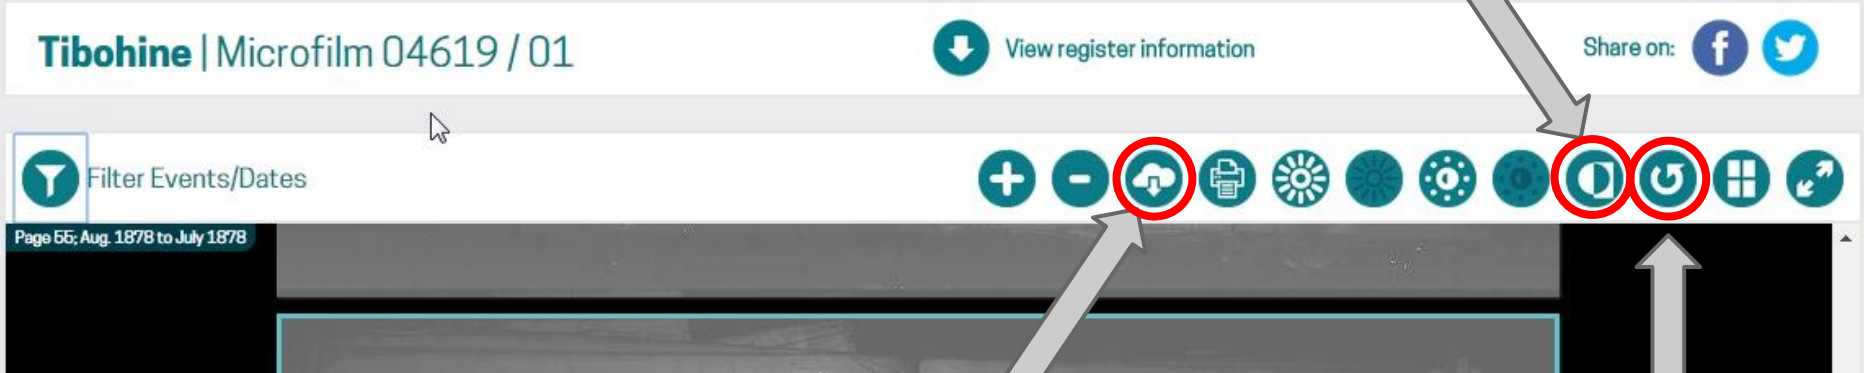 Tibohine | Microfilm 04619 / 01
View register information
Share on:
Filter Events/Dates
Page 55; Aug. 1878 to July 1878